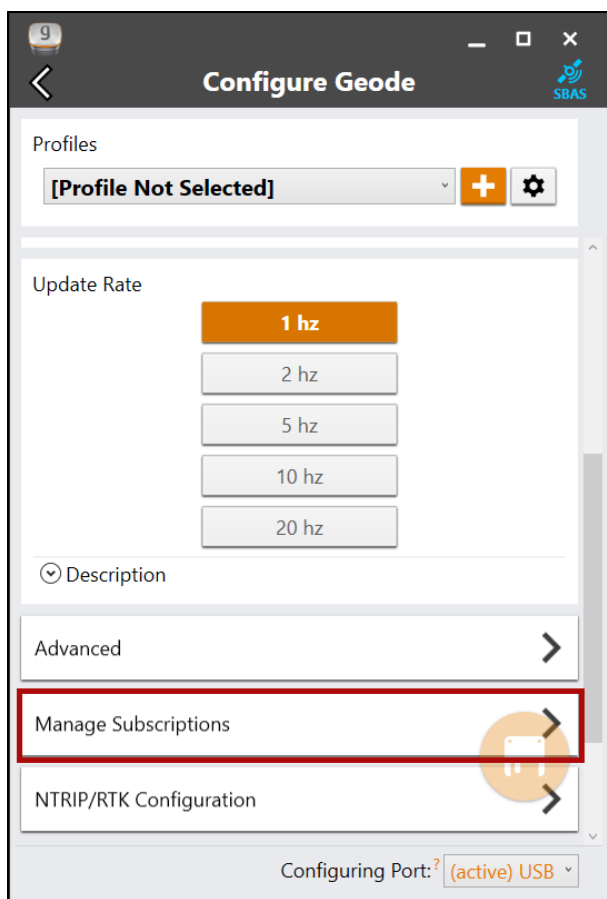 g
Configure Geode
SBAS
Profiles
[Profile Not Selected]
Update Rate
1 hz
2 hz
5 hz
10 hz
20 hz
Description
Advanced
Manage Subscriptions
NTRIP/RTK Configuration
Configuring Port:? (active) USB